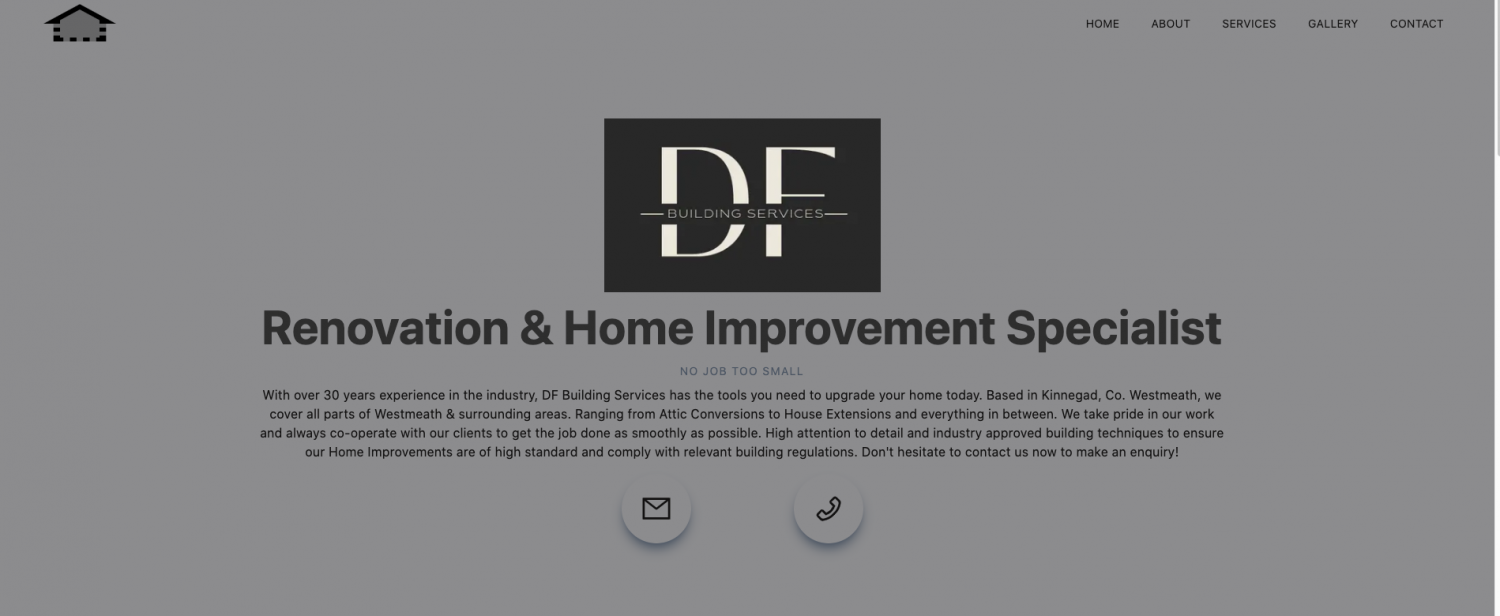 HOME ABOUT SERVICES GALLERY CONTACT
DF
BUILDING SERVICES
Renovation & Home Improvement Specialist
NO JOB TOO SMALL
With over 30 years experience in the industry, DF Building Services has the tools you need to upgrade your home today. Based in Kinnegad, Co. Westmeath, we
cover all parts of Westmeath & surrounding areas. Ranging from Attic Conversions to House Extensions and everything in between. We take pride in our work
and always co-operate with our clients to get the job done as smoothly as possible. High attention to detail and industry approved building techniques to ensure
our Home Improvements are of high standard and comply with relevant building regulations. Don't hesitate to contact us now to make an enquiry!